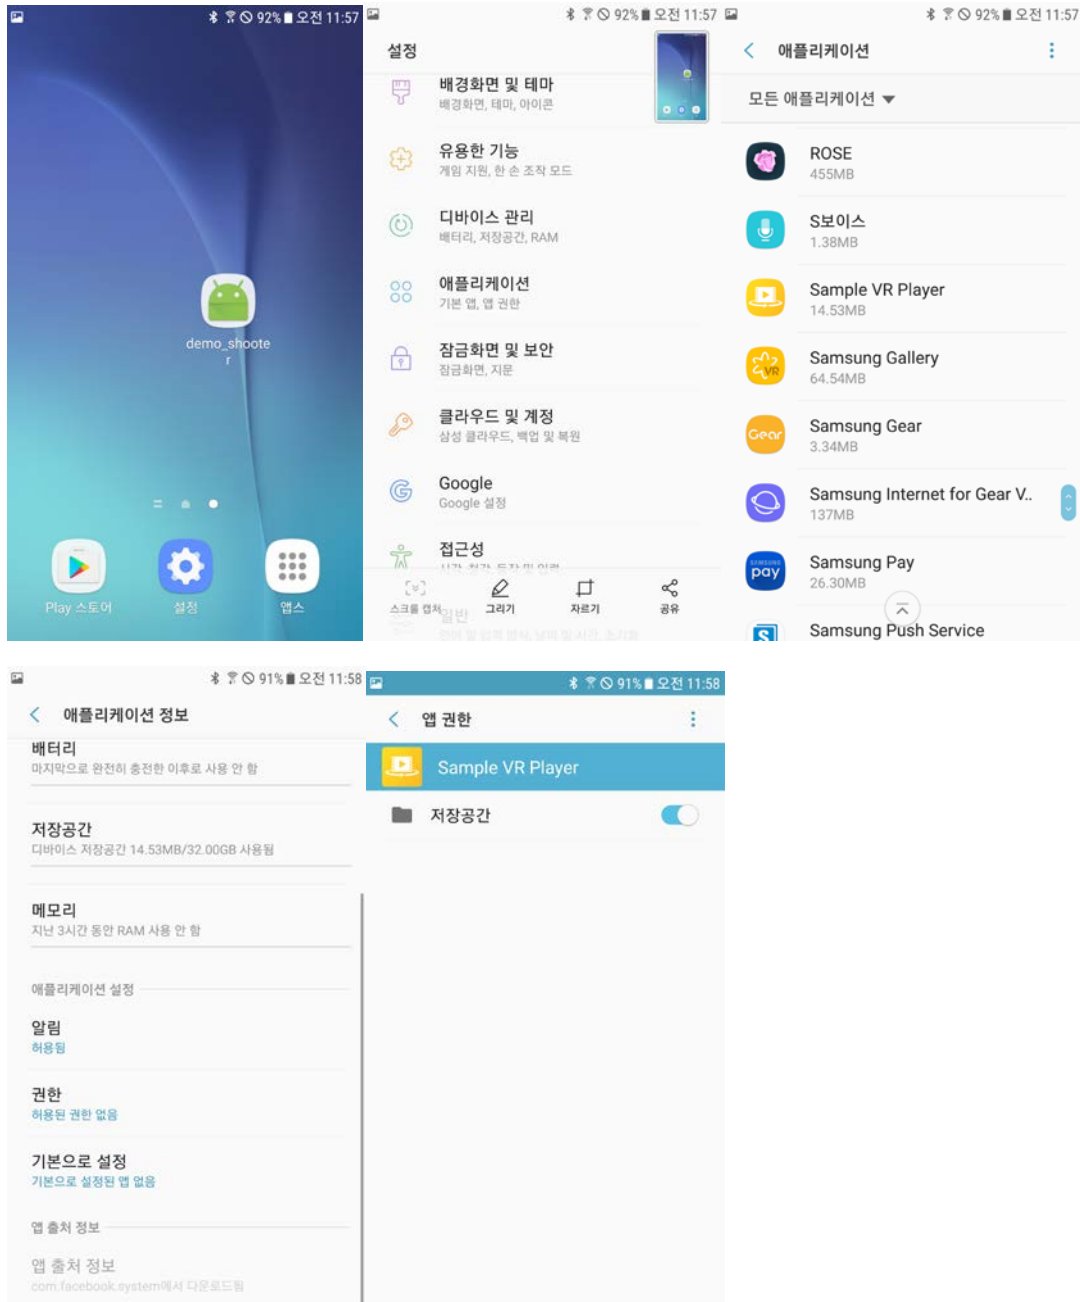 92% 오전 11:57
demo_shoote
r
Play 스토어
설정
앱스
92% 오전 11:57
설정
배경화면 및 테마
배경화면, 테마, 아이콘
유용한 기능
게임 지원, 한 손 조작 모드
디바이스 관리
배터리, 저장공간, RAM
애플리케이션
기본 앱, 앱 권한
잠금화면 및 보안
잠금화면, 지문
클라우드 및 계정
삼성 클라우드, 백업 및 복원
Google
Google 설정
접근성
스크롤 캡처
그리기
자르기
공유
일반
92% 오전 11:57
애플리케이션
모든 애플리케이션
ROSE
455MB
S보이스
1.38MB
Sample VR Player
14.53MB
Samsung Gallery
64.54MB
Samsung Gear
3.34MB
Samsung Internet for Gear V..
137MB
Samsung Pay
26.30MB
Samsung Push Service
91% 오전 11:58
애플리케이션 정보
배터리
마지막으로 완전히 충전한 이후로 사용 안 함
저장공간
디바이스 저장공간 14.53MB/32.00GB 사용됨
메모리
지난 3시간 동안 RAM 사용 안 함
애플리케이션 설정
알림
허용됨
권한
허용된 권한 없음
기본으로 설정
기본으로 설정된 앱 없음
앱 출처 정보
앱 출처 정보
com.facebook.system에서 다운로드됨
91% 오전 11:58
앱 권한
Sample VR Player
저장공간